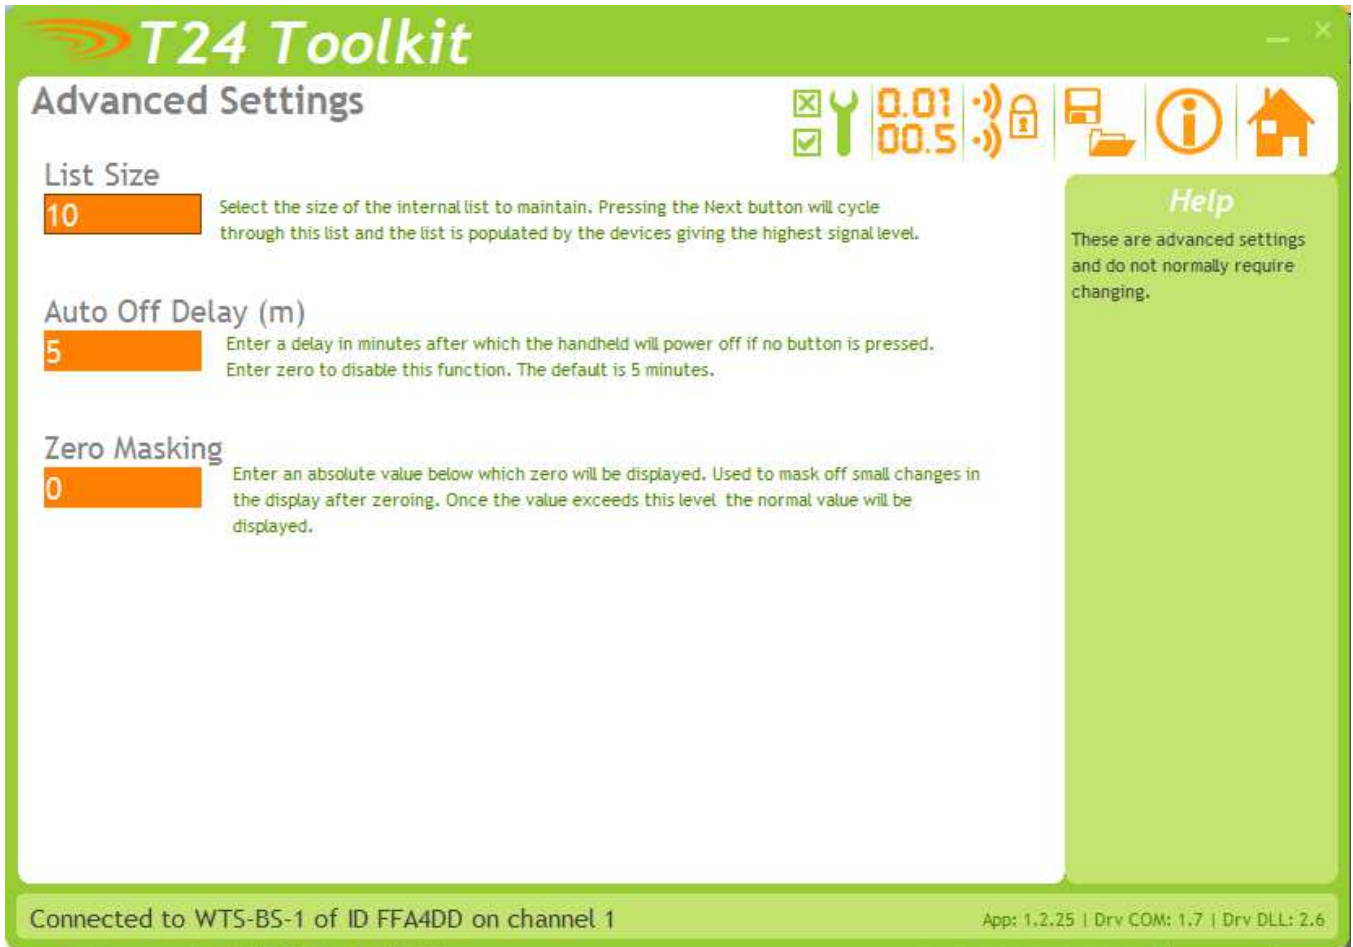 T24 Toolkit
Advanced Settings
0.01
00.5
List Size
10
Select the size of the internal list to maintain. Pressing the Next button will cycle
through this list and the list is populated by the devices giving the highest signal level.
Auto Off Delay (m)
5
Enter a delay in minutes after which the handheld will power off if no button is pressed.
Enter zero to disable this function. The default is 5 minutes.
Zero Masking
0
Enter an absolute value below which zero will be displayed. Used to mask off small changes in
the display after zeroing. Once the value exceeds this level the normal value will be
displayed.
Help
These are advanced settings
and do not normally require
changing.
Connected to WTS-BS-1 of ID FFA4DD on channel 1
App: 1.2.25 | Drv COM: 1.7 | Drv DLL: 2.6